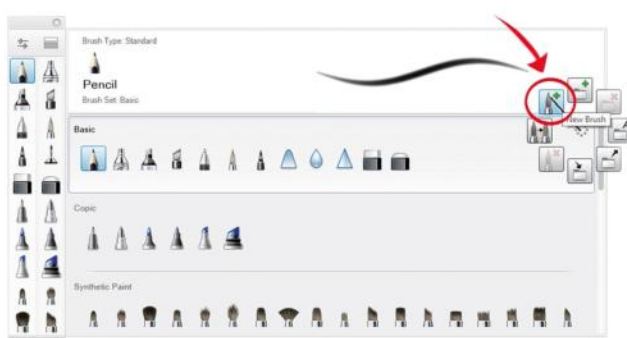 Brush Type: Standard
Pencil
Brush Set: Basic
New Brush
Basic
Copic
Synthetic Paint